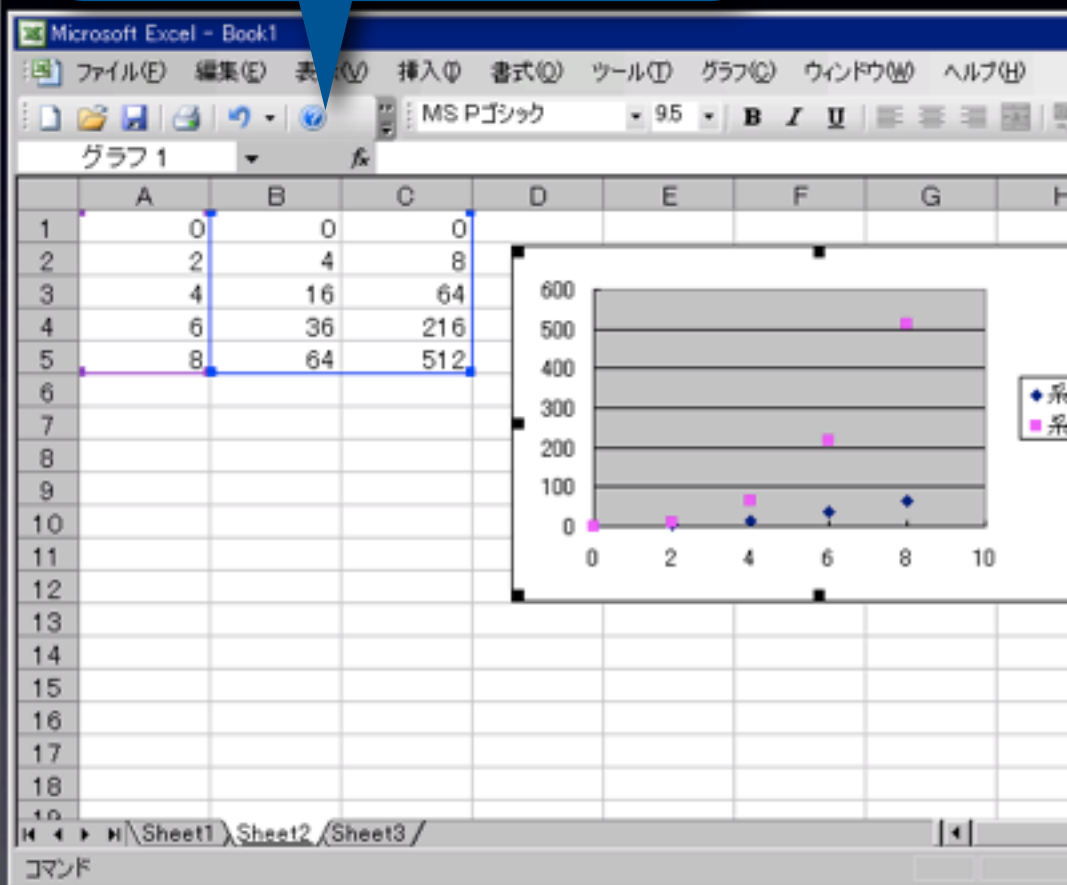 Microsoft Excel - Book1
ファイル(F) 編集(E) (V) 挿入(I) 書式(O) ツール(T) グラフ(C) ウィンドウ(W) ヘルプ(H)
MS Pゴシック 9.5 B I U
グラフ 1 fx
A B C D E F G H
1 0 0 0
2 2 4 8
3 4 16 64
4 6 36 216
5 8 64 512
6
7
8
9
10
11
12
13
14
15
16
17
18
19
600
500
400
300
200
100
0
0 2 4 6 8 10
系
系
Sheet1 Sheet2 Sheet3
コマンド